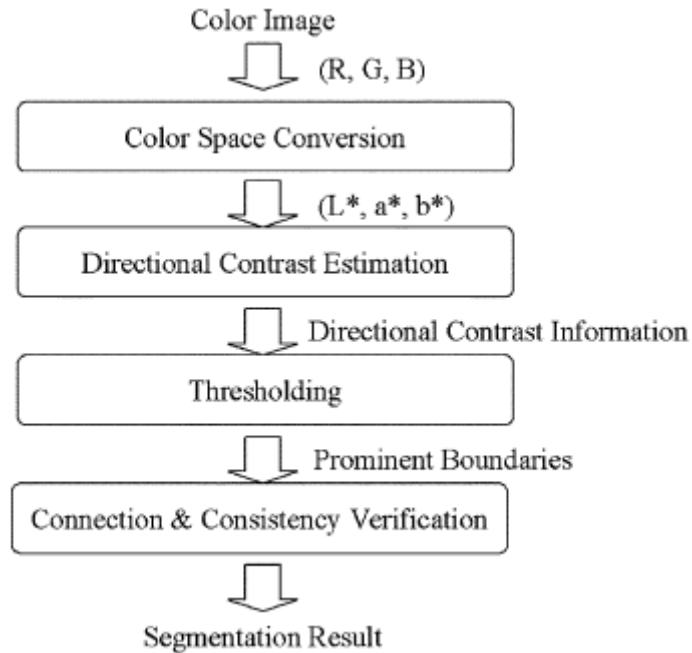 Color Image
(R, G, B)
Color Space Conversion
(L*, a*, b*)
Directional Contrast Estimation
Directional Contrast Information
Thresholding
Prominent Boundaries
Connection & Consistency Verification
Segmentation Result